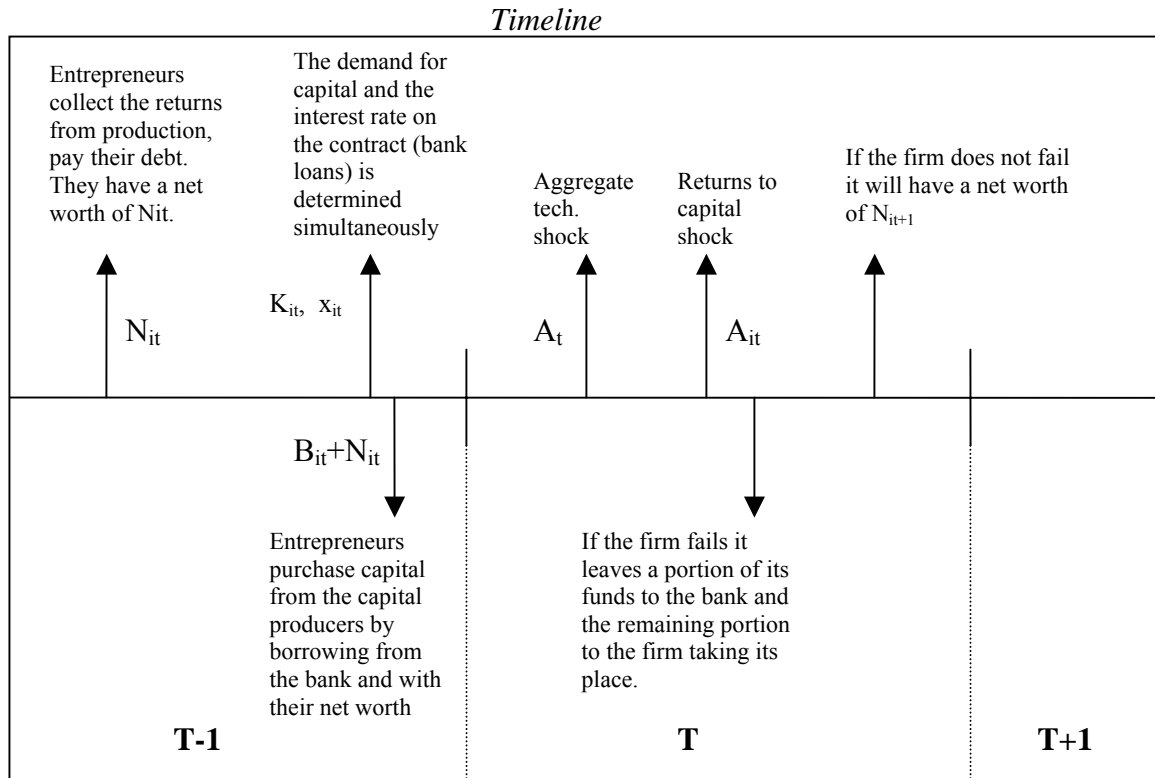 Timeline
Entrepreneurs
collect the returns
from production,
pay their debt.
They have a net
worth of Nit.
The demand for
capital and the
interest rate on
the contract (bank
loans) is
determined
simultaneously
Aggregate
tech.
shock
Returns to
capital
shock
If the firm does not fail
it will have a net worth
of Nit+1
Nit
Kit, xit
At
Ait
Bit+Nit
Entrepreneurs
purchase capital
from the capital
producers by
borrowing from
the bank and with
their net worth
If the firm fails it
leaves a portion of its
funds to the bank and
the remaining portion
to the firm taking its
place.
T-1
T
T+1